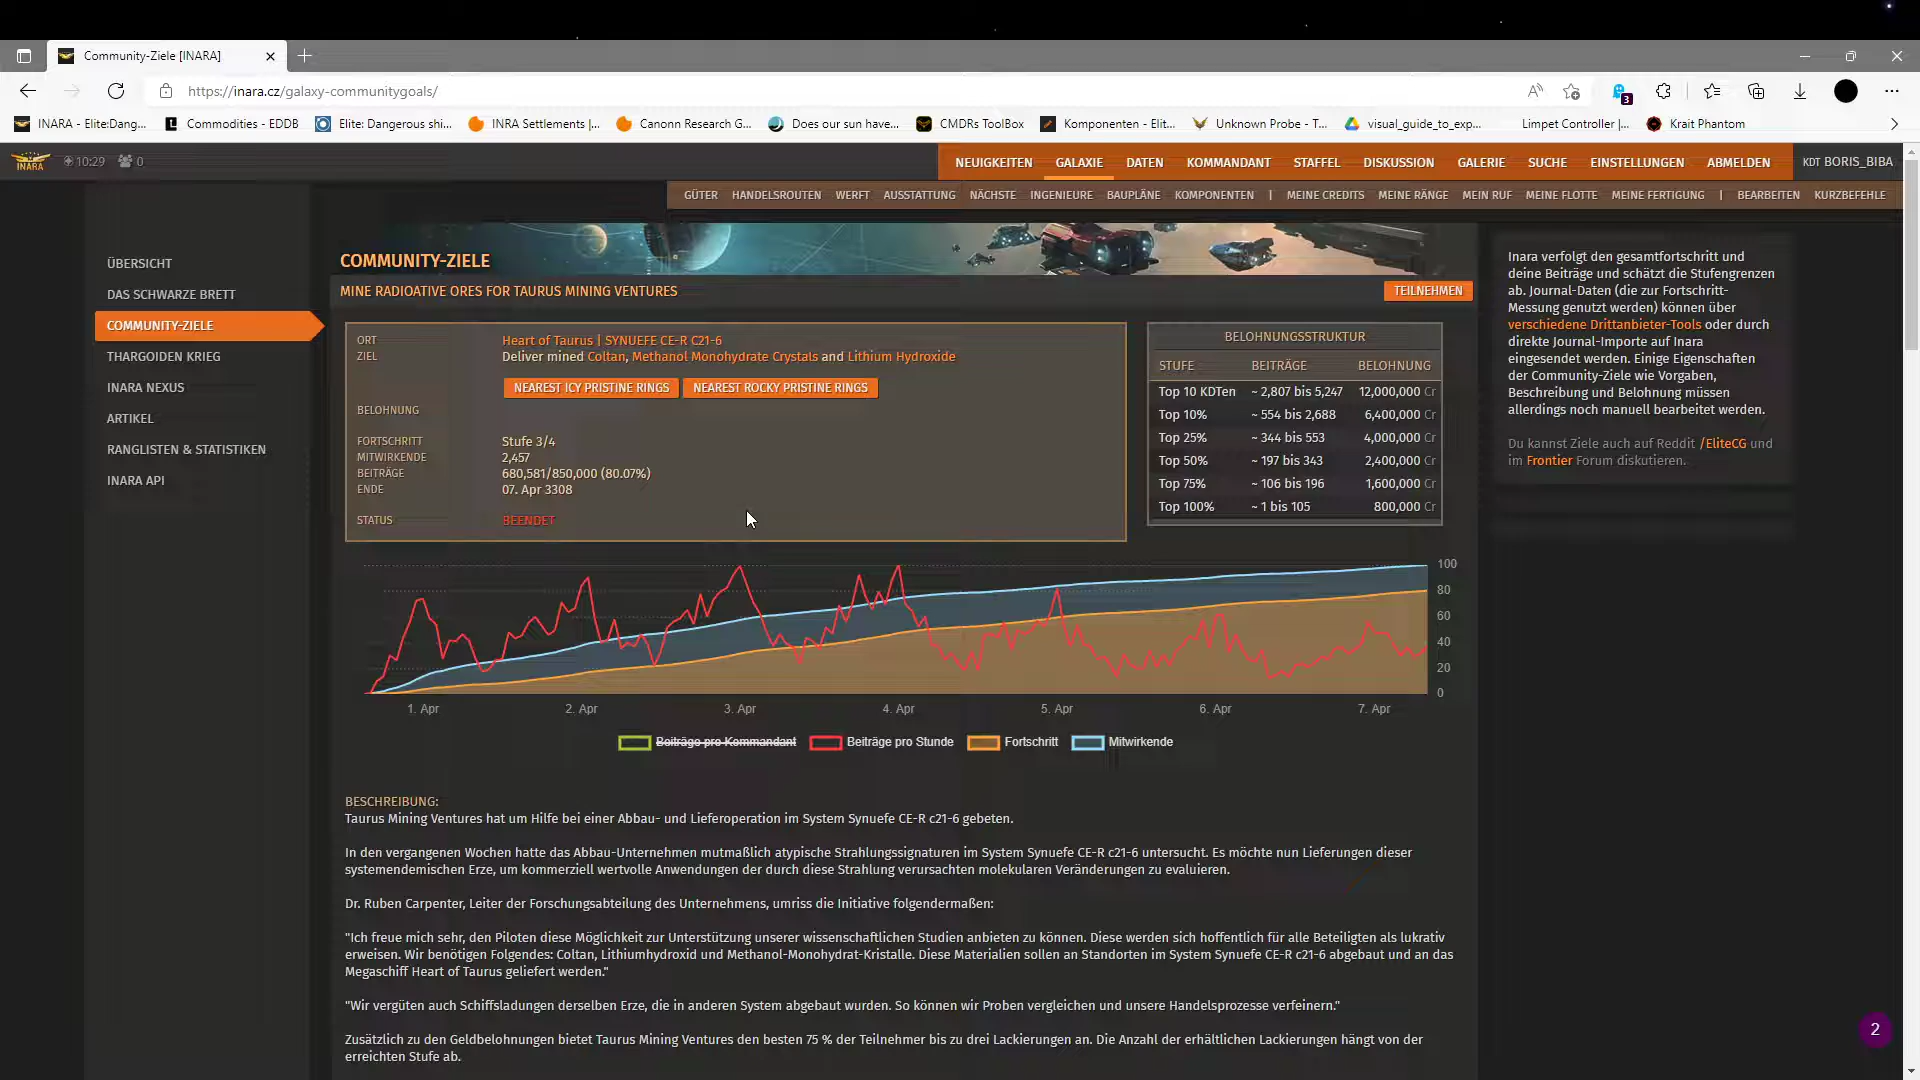 Community-Ziele [INARA]
https://inara.cz/galaxy-communitygoals/
3
INARA - Elite:Dang...
Commodities - EDDB
Elite: Dangerous shi...
INRA Settlements |...
Canonn Research G...
Does our sun have...
CMDRs ToolBox
Komponenten - Elit...
Unknown Probe - T...
visual_guide_to_exp...
Limpet Controller |...
Krait Phantom
INARA
10:29
0
NEUIGKEITEN
GALAXIE
DATEN
KOMMANDANT
STAFFEL
DISKUSSION
GALERIE
SUCHE
EINSTELLUNGEN
ABMELDEN
KDT BORIS_BIBA
GÜTER
HANDELSROUTEN
WERFT
AUSSTATTUNG
NÄCHSTE
INGENIEURE
BAUPLÄNE
KOMPONENTEN
|
MEINE CREDITS
MEINE RÄNGE
MEIN RUF
MEINE FLOTTE
MEINE FERTIGUNG
|
BEARBEITEN
KURZBEFEHLE
ÜBERSICHT
DAS SCHWARZE BRETT
COMMUNITY-ZIELE
THARGOIDEN KRIEG
INARA NEXUS
ARTIKEL
RANGLISTEN & STATISTIKEN
INARA API
COMMUNITY-ZIELE
MINE RADIOATIVE ORES FOR TAURUS MINING VENTURES
TEILNEHMEN
ORT Heart of Taurus | SYNUEFE CE-R C21-6
ZIEL Deliver mined Coltan, Methanol Monohydrate Crystals and Lithium Hydroxide
NEAREST ICY PRISTINE RINGS NEAREST ROCKY PRISTINE RINGS
BELOHNUNG
FORTSCHRITT Stufe 3/4
MITWIRKENDE 2,457
BEITRÄGE 680,581/850,000 (80.07%)
ENDE 07. Apr 3308
STATUS BEENDET
BELOHNUNGSSTRUKTUR
STUFE BEITRÄGE BELOHNUNG
Top 10 KDTen ~ 2,807 bis 5,247 12,000,000 Cr
Top 10% ~ 554 bis 2,688 6,400,000 Cr
Top 25% ~ 344 bis 553 4,000,000 Cr
Top 50% ~ 197 bis 343 2,400,000 Cr
Top 75% ~ 106 bis 196 1,600,000 Cr
Top 100% ~ 1 bis 105 800,000 Cr
Inara verfolgt den gesamtfortschritt und
deine Beiträge und schätzt die Stufengrenzen
ab. Journal-Daten (die zur Fortschritt-
Messung genutzt werden) können über
verschiedene Drittanbieter-Tools oder durch
direkte Journal-Importe auf Inara
eingesendet werden. Einige Eigenschaften
der Community-Ziele wie Vorgaben,
Beschreibung und Belohnung müssen
allerdings noch manuell bearbeitet werden.
Du kannst Ziele auch auf Reddit /EliteCG und
im Frontier Forum diskutieren.
100
80
60
40
20
0
1. Apr
2. Apr
3. Apr
4. Apr
5. Apr
6. Apr
7. Apr
Beiträge pro Kommandant
Beiträge pro Stunde
Fortschritt
Mitwirkende
BESCHREIBUNG:
Taurus Mining Ventures hat um Hilfe bei einer Abbau- und Lieferoperation im System Synuefe CE-R c21-6 gebeten.
In den vergangenen Wochen hatte das Abbau-Unternehmen mutmaßlich atypische Strahlungssignaturen im System Synuefe CE-R c21-6 untersucht. Es möchte nun Lieferungen dieser
systemendemischen Erze, um kommerziell wertvolle Anwendungen der durch diese Strahlung verursachten molekularen Veränderungen zu evaluieren.
Dr. Ruben Carpenter, Leiter der Forschungsabteilung des Unternehmens, umriss die Initiative folgendermaßen:
"Ich freue mich sehr, den Piloten diese Möglichkeit zur Unterstützung unserer wissenschaftlichen Studien anbieten zu können. Diese werden sich hoffentlich für alle Beteiligten als lukrativ
erweisen. Wir benötigen Folgendes: Coltan, Lithiumhydroxid und Methanol-Monohydrat-Kristalle. Diese Materialien sollen an Standorten im System Synuefe CE-R c21-6 abgebaut und an das
Megaschiff Heart of Taurus geliefert werden."
"Wir vergüten auch Schiffsladungen derselben Erze, die in anderen System abgebaut wurden. So können wir Proben vergleichen und unsere Handelsprozesse verfeinern."
Zusätzlich zu den Geldbelohnungen bietet Taurus Mining Ventures den besten 75 % der Teilnehmer bis zu drei Lackierungen an. Die Anzahl der erhältlichen Lackierungen hängt von der
erreichten Stufe ab.
2